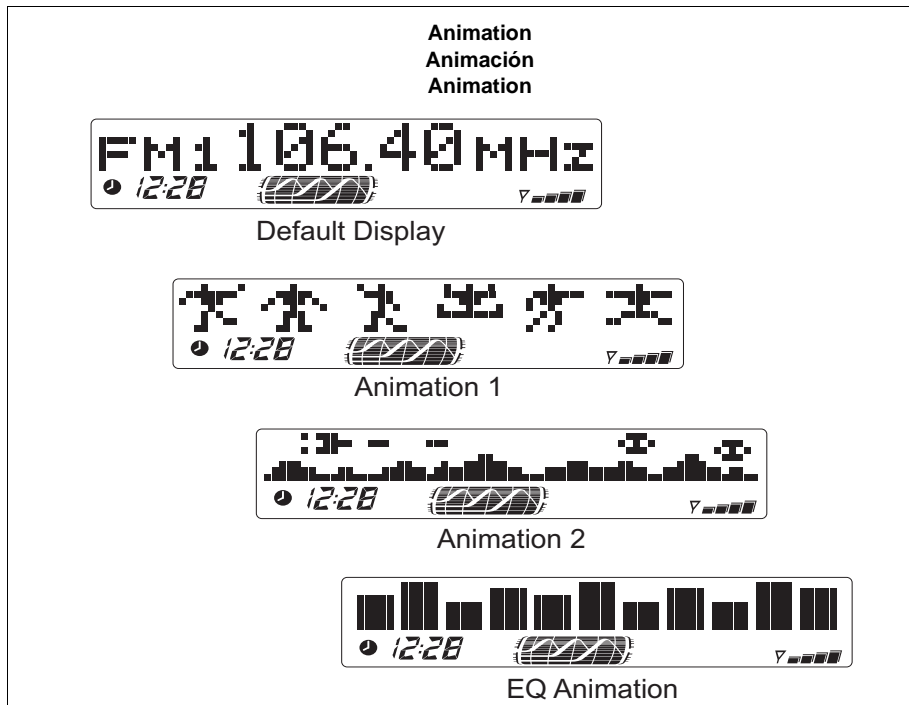 Animation
Animación
Animation
FM1 106.40 MHz
12:28
Default Display
12:28
Animation 1
12:28
Animation 2
12:28
EQ Animation